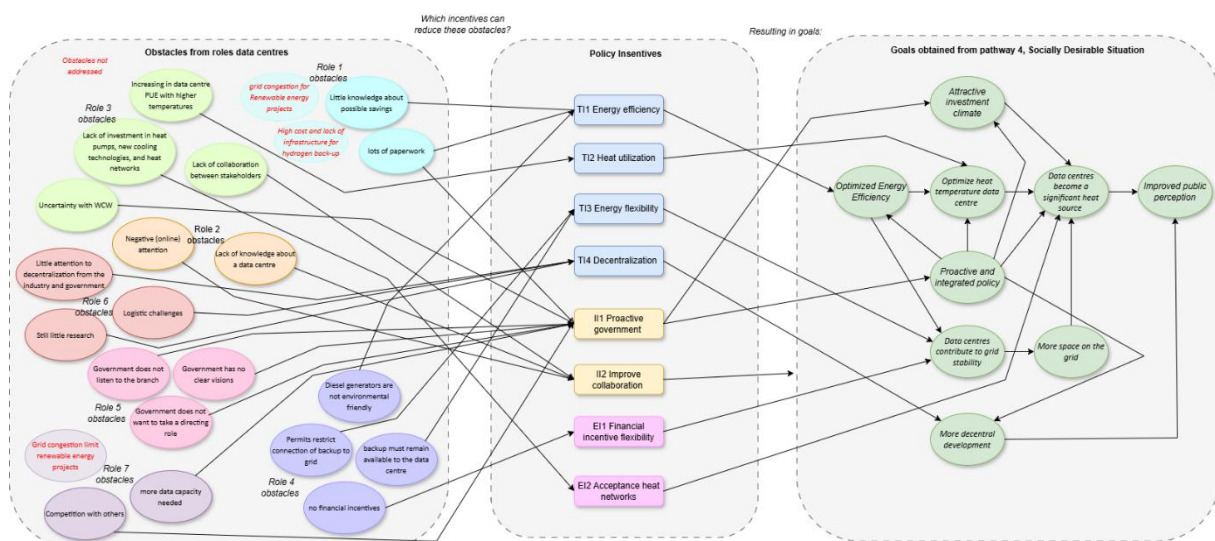 Which incentives can
reduce these obstacles?
Resulting in goals:
Obstacles from roles data centres
Obstacles not
addressed
Role 1
obstacles
Increasing in data centre
PUE with higher
temperatures
grid congestion for
Renewable energy
projects
Little knowledge about
possible savings
High cost and lack of
infrastructure for
hydrogen back-up
lots of paperwork
Role 3
obstacles
Lack of investment in heat
pumps, new cooling
technologies, and heat
networks
Lack of collaboration
between stakeholders
Uncertainty with WCW
Role 2
obstacles
Negative (online)
attention
Lack of knowledge about
a data centre
Little attention to
decentralization from the
industry and government
Role 6
obstacles
Logistic challenges
Still little research
Government does not
listen to the branch
Government has no
clear visions
Role 5
obstacles
Government does not
want to take a directing
role
Diesel generators are
not environmental
friendly
Permits restrict
connection of backup to
grid
backup must remain
available to the data
centre
Role 4
obstacles
no financial incentives
Grid congestion limit
renewable energy
projects
Role 7
obstacles
more data capacity
needed
Competition with others
Policy Incentives
TI1 Energy efficiency
TI2 Heat utilization
TI3 Energy flexibility
TI4 Decentralization
II1 Proactive
government
II2 Improve
collaboration
EI1 Financial
incentive flexibility
EI2 Acceptance heat
networks
Goals obtained from pathway 4, Socially Desirable Situation
Attractive
investment
climate
Optimized Energy
Efficiency
Optimize heat
temperature data
centre
Data centres
become a
significant heat
source
Improved public
perception
Proactive and
integrated policy
Data centres
contribute to grid
stability
More space on the
grid
More decentral
development